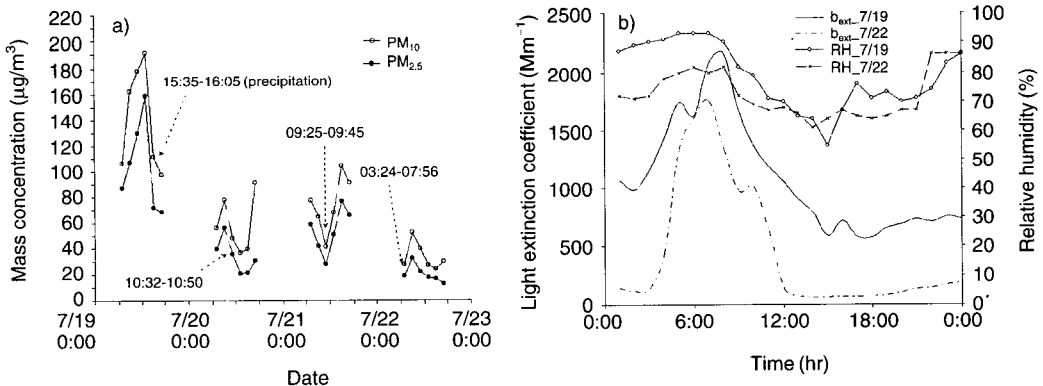 a)
Mass concentration (µg/m³)
220
200
180
160
140
120
100
80
60
40
20
0
PM10
PM2.5
15:35-16:05 (precipitation)
09:25-09:45
03:24-07:56
10:32-10:50
7/19 7/20 7/21 7/22 7/23
0:00 0:00 0:00 0:00 0:00
Date
b)
Light extinction coefficient (Mm⁻¹)
2500
2000
1500
1000
500
0
bext_7/19
bext_7/22
RH_7/19
RH_7/22
100
90
80
70
60
50
40
30
20
10
0
Relative humidity (%)
0:00 6:00 12:00 18:00 0:00
Time (hr)